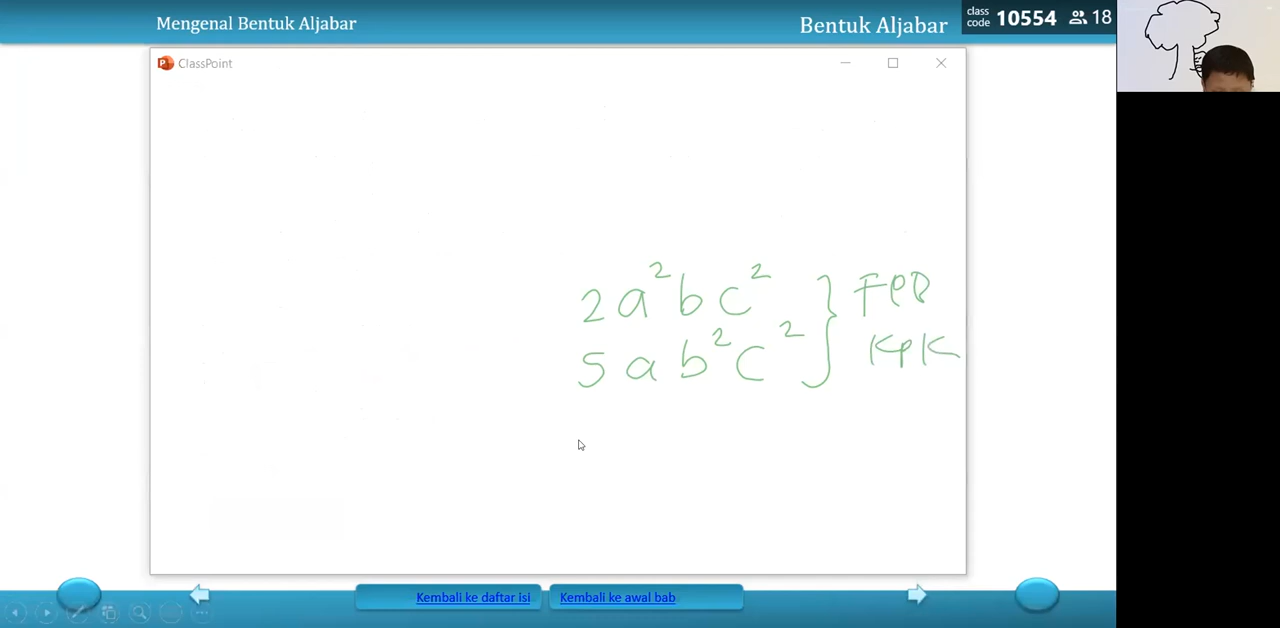 Mengenal Bentuk Aljabar
Bentuk Aljabar
class code 10554 18
ClassPoint
2a²bc² } FPB
5ab²c² } KPK
Kembali ke daftar isi
Kembali ke awal bab